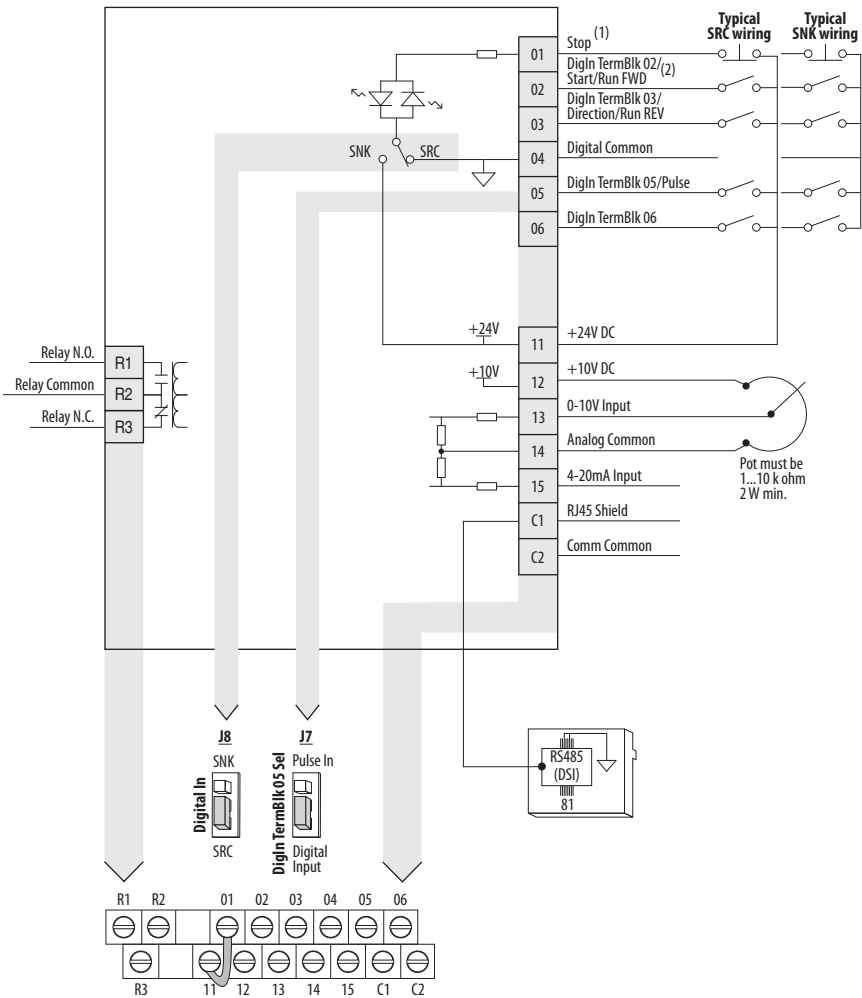 Typical
SRC wiring
Typical
SNK wiring
01
Stop (1)
02
DigIn TermBlk 02/
Start/Run FWD (2)
03
DigIn TermBlk 03/
Direction/Run REV
SNK
SRC
04
Digital Common
05
DigIn TermBlk 05/Pulse
06
DigIn TermBlk 06
+24V
11
+24V DC
+10V
12
+10V DC
13
0-10V Input
14
Analog Common
15
4-20mA Input
C1
RJ45 Shield
C2
Comm Common
Pot must be
1...10 k ohm
2 W min.
Relay N.O.
R1
Relay Common
R2
Relay N.C.
R3
J8
SNK
Digital In
SRC
J7
Pulse In
DigIn TermBlk 05 Sel
Digital
Input
RS485
(DSI)
81
R1 R2 01 02 03 04 05 06
R3 11 12 13 14 15 C1 C2